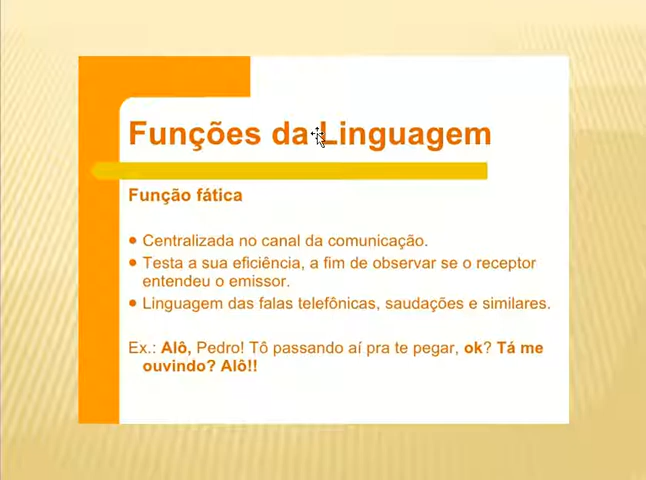 Funções da Linguagem
Função fática
• Centralizada no canal da comunicação.
• Testa a sua eficiência, a fim de observar se o receptor
entendeu o emissor.
• Linguagem das falas telefônicas, saudações e similares.
Ex.: Alô, Pedro! Tô passando aí pra te pegar, ok? Tá me
ouvindo? Alô!!